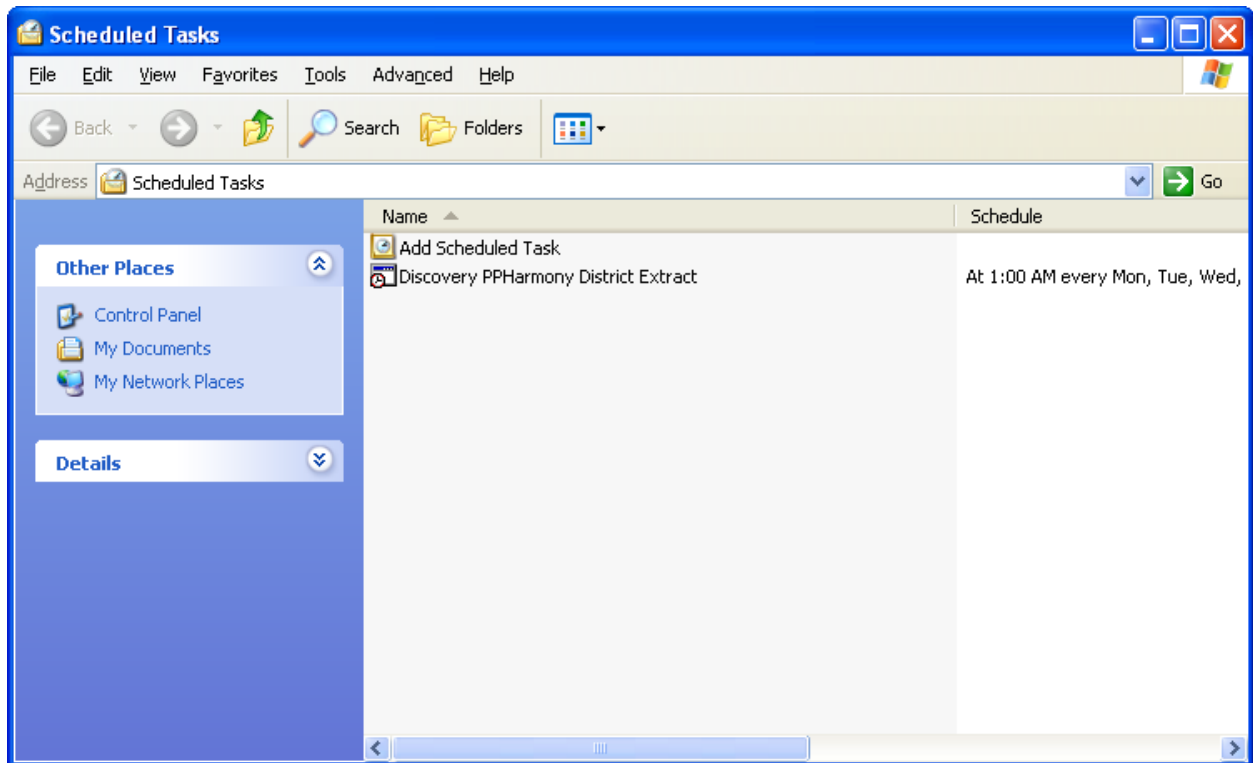 Scheduled Tasks
File Edit View Favorites Tools Advanced Help
Back Search Folders
Address Scheduled Tasks Go
Name Schedule
Other Places
Control Panel
My Documents
My Network Places
Details
Add Scheduled Task
Discovery PPHarmony District Extract At 1:00 AM every Mon, Tue, Wed,